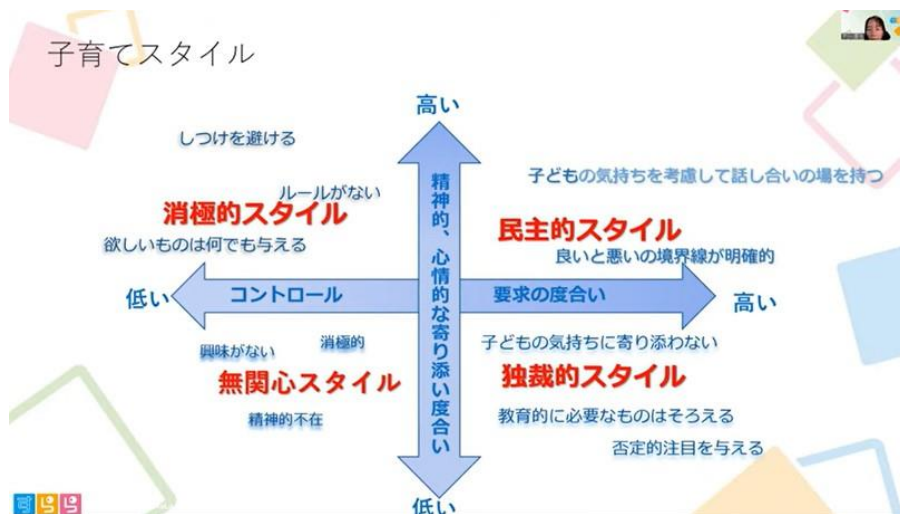 子育てスタイル
高い
しつけを避ける
子どもの気持ちを考慮して話し合いの場を持つ
ルールがない
消極的スタイル
民主的スタイル
欲しいものは何でも与える
良いと悪いの境界線が明確的
精神的、心情的な寄り添い度合い
低い
コントロール
要求の度合い
高い
興味がない
消極的
子どもの気持ちに寄り添わない
無関心スタイル
独裁的スタイル
精神的不在
教育的に必要なものはそろえる
否定的注目を与える
低い
すらら